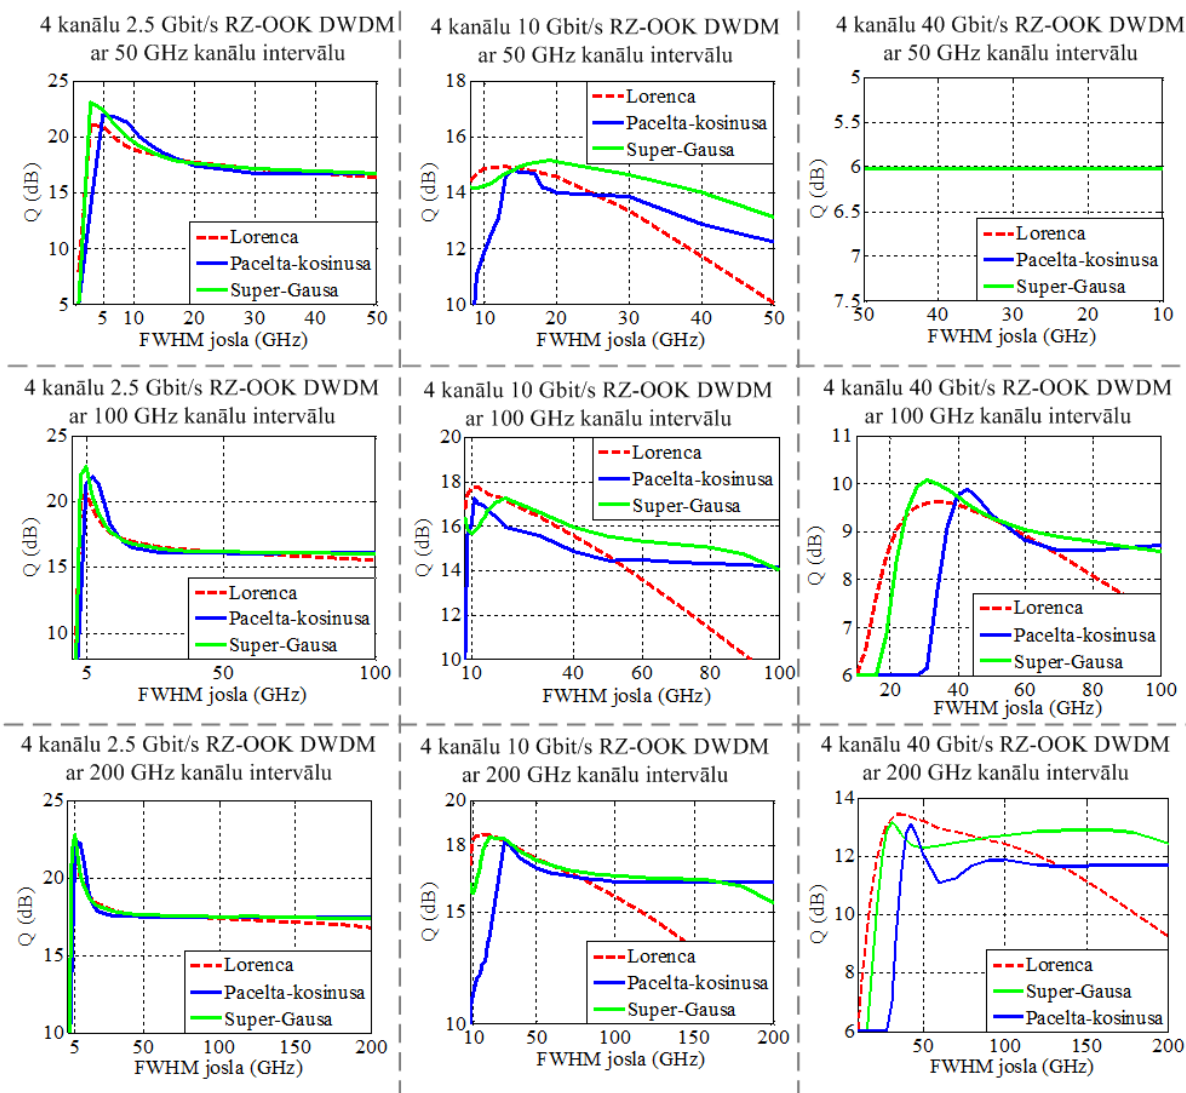 4 kanālu 2.5 Gbit/s RZ-OOK DWDM
ar 50 GHz kanālu intervālu
25
20
15
10
5
Q (dB)
Lorenca
Pacelta-kosinusa
Super-Gausa
5 10 20 30 40 50
FWHM josla (GHz)
4 kanālu 10 Gbit/s RZ-OOK DWDM
ar 50 GHz kanālu intervālu
18
16
14
12
10
Q (dB)
Lorenca
Pacelta-kosinusa
Super-Gausa
10 20 30 40 50
FWHM josla (GHz)
4 kanālu 40 Gbit/s RZ-OOK DWDM
ar 50 GHz kanālu intervālu
5
5.5
6
6.5
7
7.5
Q (dB)
Lorenca
Pacelta-kosinusa
Super-Gausa
50 40 30 20 10
FWHM josla (GHz)
4 kanālu 2.5 Gbit/s RZ-OOK DWDM
ar 100 GHz kanālu intervālu
25
20
15
10
Q (dB)
Lorenca
Pacelta-kosinusa
Super-Gausa
5 50 100
FWHM josla (GHz)
4 kanālu 10 Gbit/s RZ-OOK DWDM
ar 100 GHz kanālu intervālu
20
18
16
14
12
10
Q (dB)
Lorenca
Pacelta-kosinusa
Super-Gausa
10 40 60 80 100
FWHM josla (GHz)
4 kanālu 40 Gbit/s RZ-OOK DWDM
ar 100 GHz kanālu intervālu
11
10
9
8
7
6
Q (dB)
Lorenca
Pacelta-kosinusa
Super-Gausa
20 40 60 80 100
FWHM josla (GHz)
4 kanālu 2.5 Gbit/s RZ-OOK DWDM
ar 200 GHz kanālu intervālu
25
20
15
10
Q (dB)
Lorenca
Pacelta-kosinusa
Super-Gausa
5 50 100 150 200
FWHM josla (GHz)
4 kanālu 10 Gbit/s RZ-OOK DWDM
ar 200 GHz kanālu intervālu
20
18
15
10
Q (dB)
Lorenca
Pacelta-kosinusa
Super-Gausa
10 50 100 150 200
FWHM josla (GHz)
4 kanālu 40 Gbit/s RZ-OOK DWDM
ar 200 GHz kanālu intervālu
14
12
10
8
6
Q (dB)
Lorenca
Super-Gausa
Pacelta-kosinusa
50 100 150 200
FWHM josla (GHz)